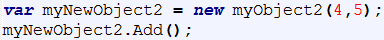 var myNewObject2 = new myObject2(4,5);
myNewObject2.Add();